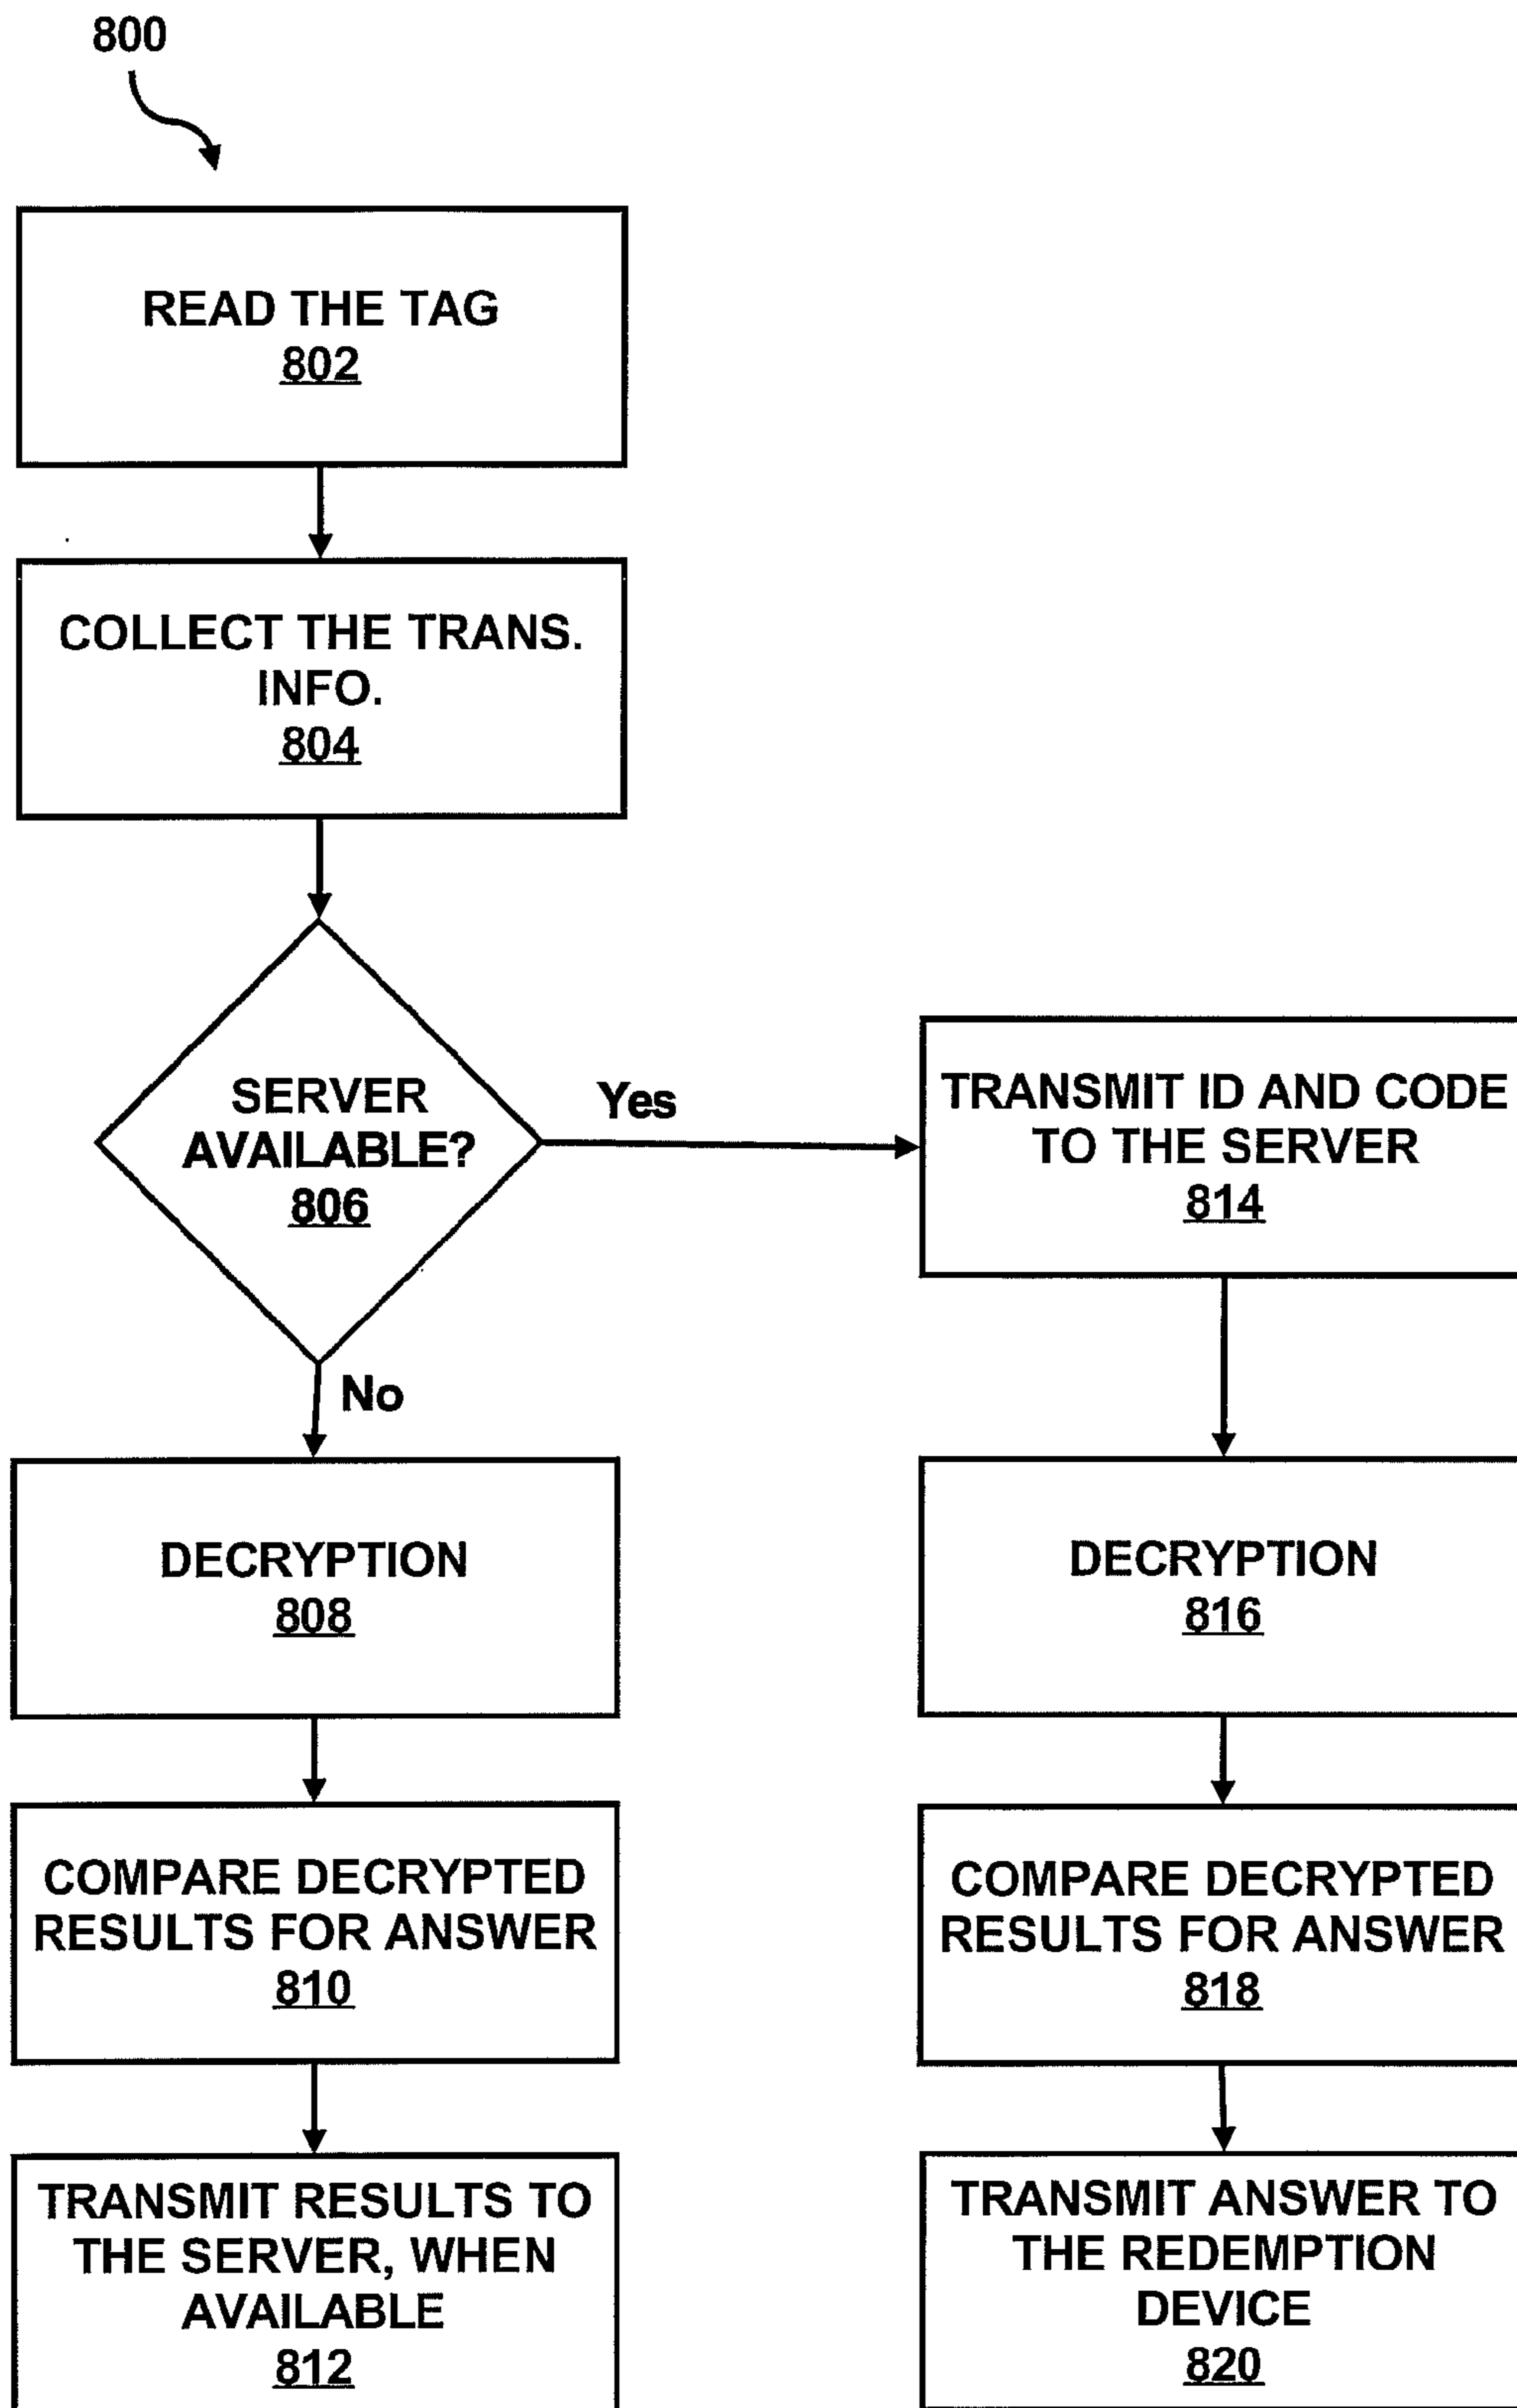 800
READ THE TAG
802
COLLECT THE TRANS.
INFO.
804
SERVER
AVAILABLE?
806
Yes
No
TRANSMIT ID AND CODE
TO THE SERVER
814
DECRYPTION
808
DECRYPTION
816
COMPARE DECRYPTED
RESULTS FOR ANSWER
810
COMPARE DECRYPTED
RESULTS FOR ANSWER
818
TRANSMIT RESULTS TO
THE SERVER, WHEN
AVAILABLE
812
TRANSMIT ANSWER TO
THE REDEMPTION
DEVICE
820